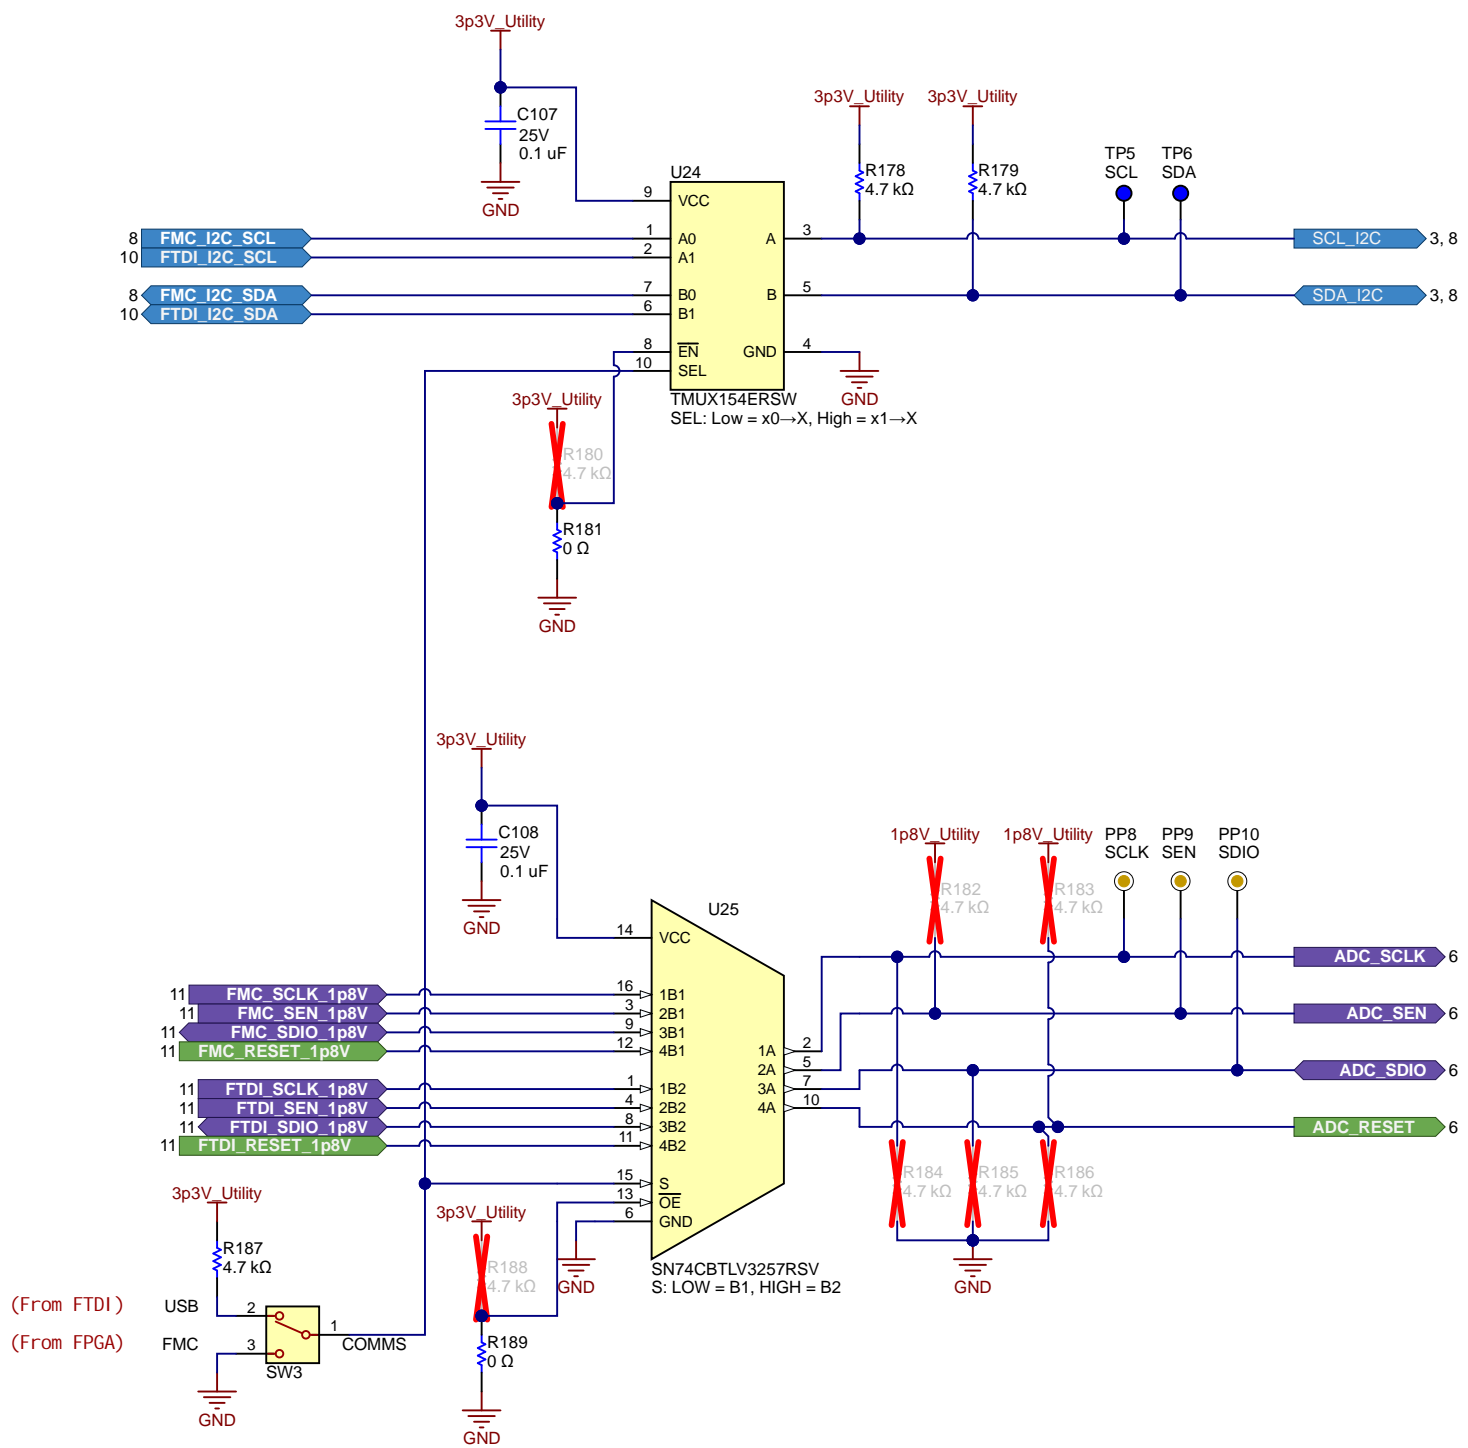 3p3V_Utility
C107
25V
0.1 uF
GND
3p3V_Utility
3p3V_Utility
R178
4.7 kΩ
R179
4.7 kΩ
TP5
SCL
TP6
SDA
U24
9 VCC
8 FMC_I2C_SCL 1 A0 A 3 SCL_I2C 3, 8
10 FTDI_I2C_SCL 2 A1
8 FMC_I2C_SDA 7 B0 B 5 SDA_I2C 3, 8
10 FTDI_I2C_SDA 6 B1
8 EN GND 4
10 SEL
GND
TMUX154ERSW
SEL: Low = x0→X, High = x1→X
3p3V_Utility
R180
4.7 kΩ
R181
0 Ω
GND
3p3V_Utility
C108
25V
0.1 uF
GND
1p8V_Utility
1p8V_Utility
PP8
SCLK
PP9
SEN
PP10
SDIO
R182
4.7 kΩ
R183
4.7 kΩ
U25
14 VCC
ADC_SCLK 6
11 FMC_SCLK_1p8V 16 1B1
11 FMC_SEN_1p8V 3 2B1
ADC_SEN 6
11 FMC_SDIO_1p8V 9 3B1
11 FMC_RESET_1p8V 12 4B1
1A 2
2A 5
ADC_SDIO 6
3A 7
4A 10
11 FTDI_SCLK_1p8V 1 1B2
11 FTDI_SEN_1p8V 4 2B2
11 FTDI_SDIO_1p8V 8 3B2
ADC_RESET 6
11 FTDI_RESET_1p8V 11 4B2
R184
4.7 kΩ
R185
4.7 kΩ
R186
4.7 kΩ
GND
15 S
13 OE
6 GND
GND
SN74CBTLV3257RSV
S: LOW = B1, HIGH = B2
3p3V_Utility
R187
4.7 kΩ
3p3V_Utility
R188
4.7 kΩ
R189
0 Ω
GND
(From FTDI) USB 2
1 COMMS
(From FPGA) FMC 3
SW3
GND